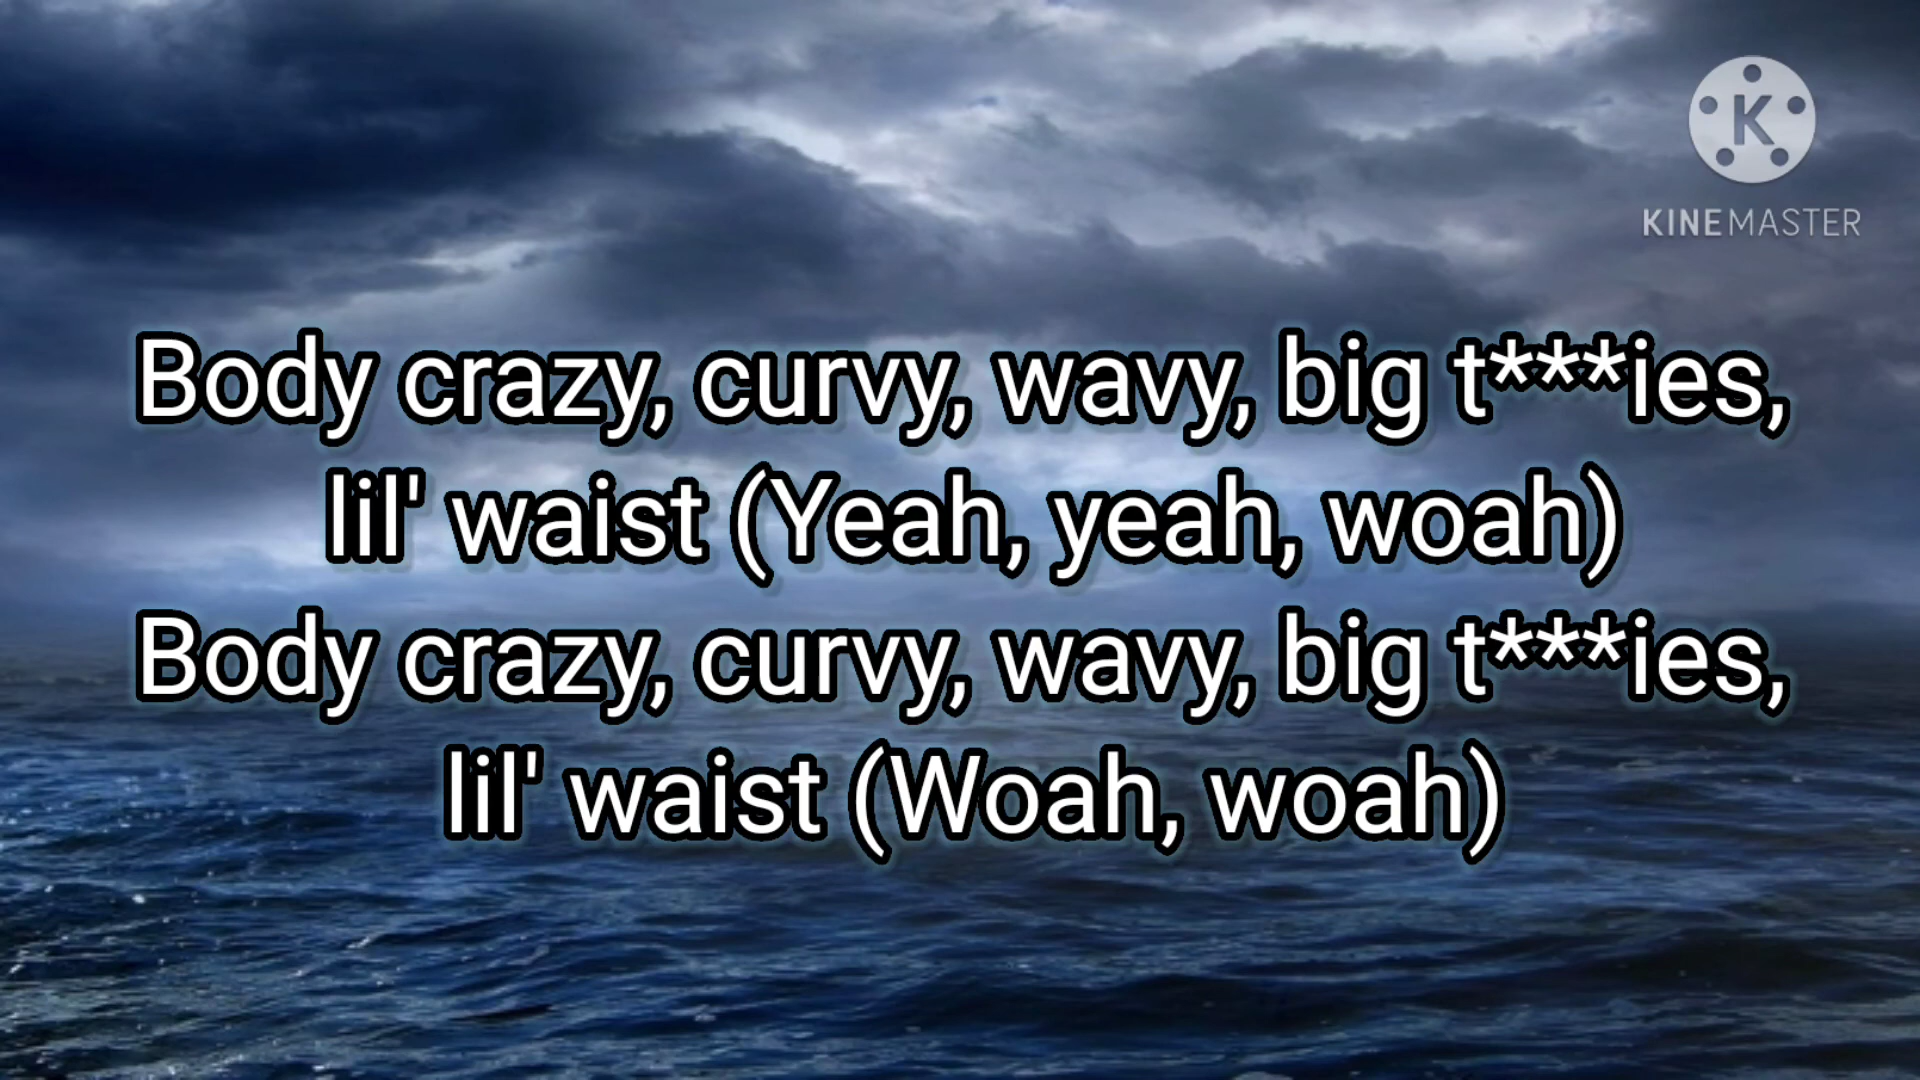 K
KINEMASTER
Body crazy, curvy, wavy, big t***ies,
lil' waist (Yeah, yeah, woah)
Body crazy, curvy, wavy, big t***ies,
lil' waist (Woah, woah)